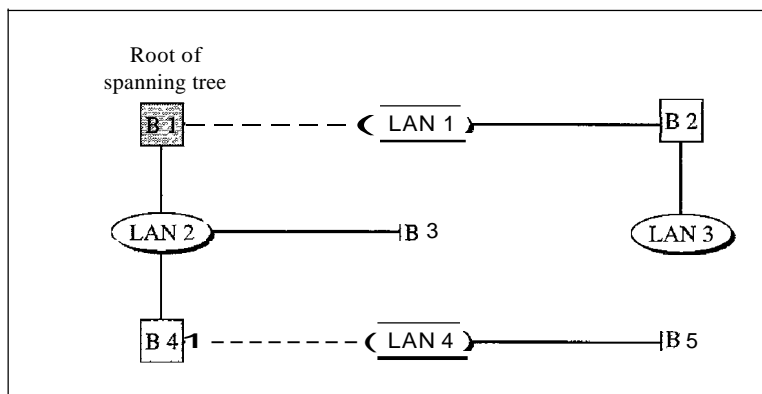 Root of
spanning tree
B 1
LAN 1
B 2
LAN 2
B 3
LAN 3
B 4
LAN 4
B 5